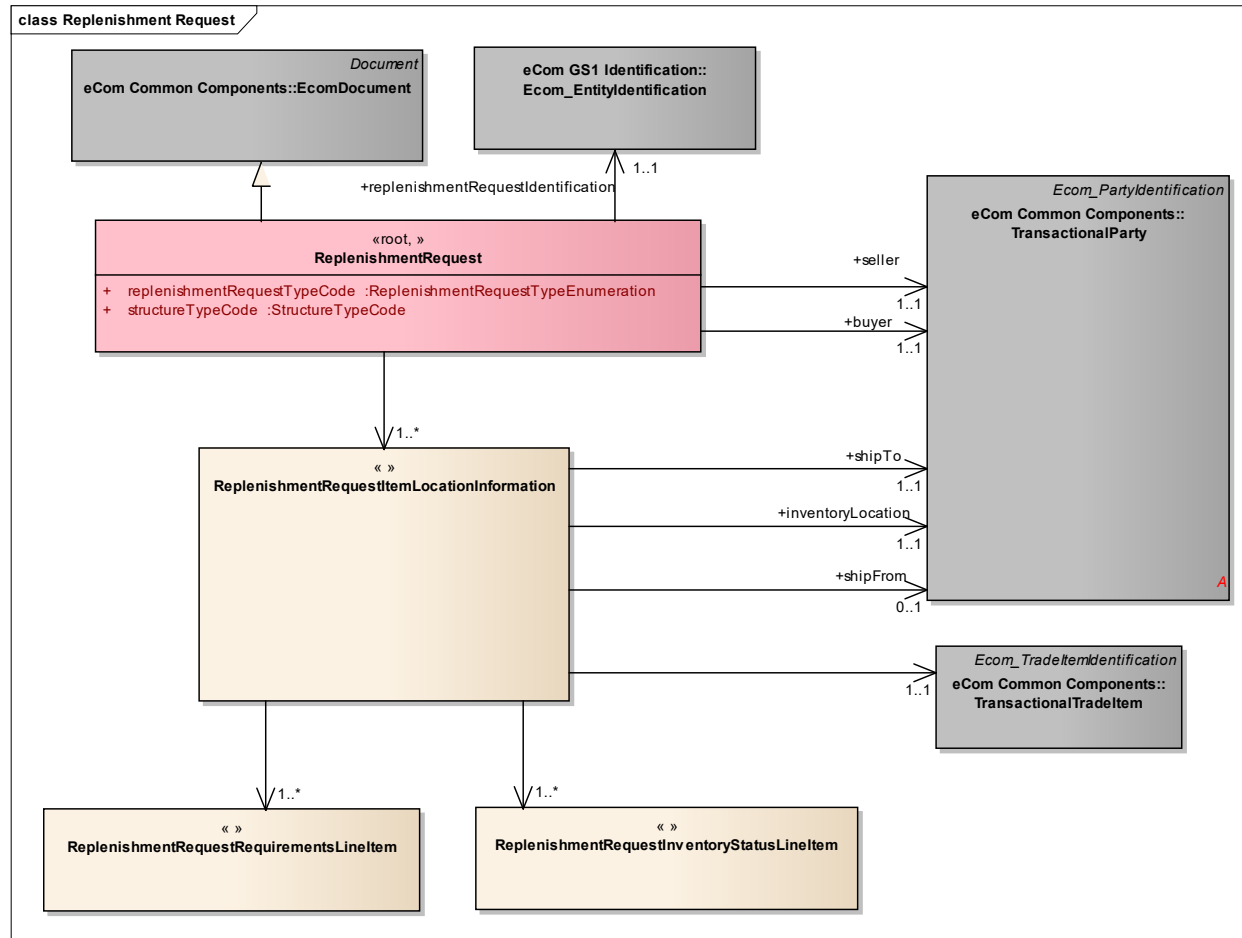 class Replenishment Request
Document
eCom Common Components::EcomDocument
eCom GS1 Identification::
Ecom_EntityIdentification
1..1
+replenishmentRequestIdentification
«root, »
ReplenishmentRequest
+ replenishmentRequestTypeCode :ReplenishmentRequestTypeEnumeration
+ structureTypeCode :StructureTypeCode
Ecom_PartyIdentification
eCom Common Components::
TransactionalParty
+seller
1..1
+buyer
1..1
1..*
« »
ReplenishmentRequestItemLocationInformation
+shipTo
1..1
+inventoryLocation
1..1
+shipFrom
0..1
A
1..1
Ecom_TradeItemIdentification
eCom Common Components::
TransactionalTradeItem
1..*
1..*
« »
ReplenishmentRequestRequirementsLineItem
« »
ReplenishmentRequestInventoryStatusLineItem